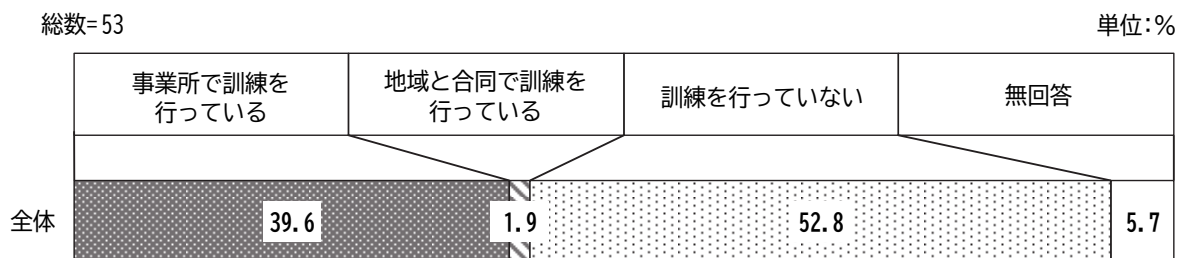 総数=53
単位：％
事業所で訓練を
行っている
地域と合同で訓練を
行っている
訓練を行っていない
無回答
全体
39.6
1.9
52.8
5.7